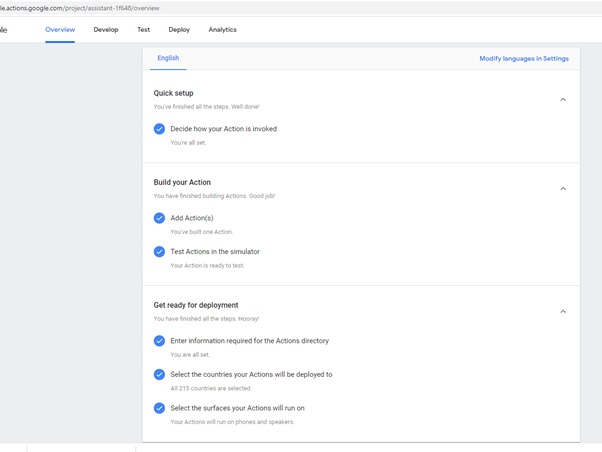 le.actions.google.com/project/assistant-1f648/overview
Overview Develop Test Deploy Analytics
English Modify languages in Settings
Quick setup
You've finished all the steps. Well done!
Decide how your Action is invoked
You're all set.
Build your Action
You have finished building Actions. Good job!
Add Action(s)
You've built one Action.
Test Actions in the simulator
Your Action is ready to test.
Get ready for deployment
You have finished all the steps. Hooray!
Enter information required for the Actions directory
You are all set.
Select the countries your Actions will be deployed to
All 215 countries are selected.
Select the surfaces your Actions will run on
Your Actions will run on phones and speakers.